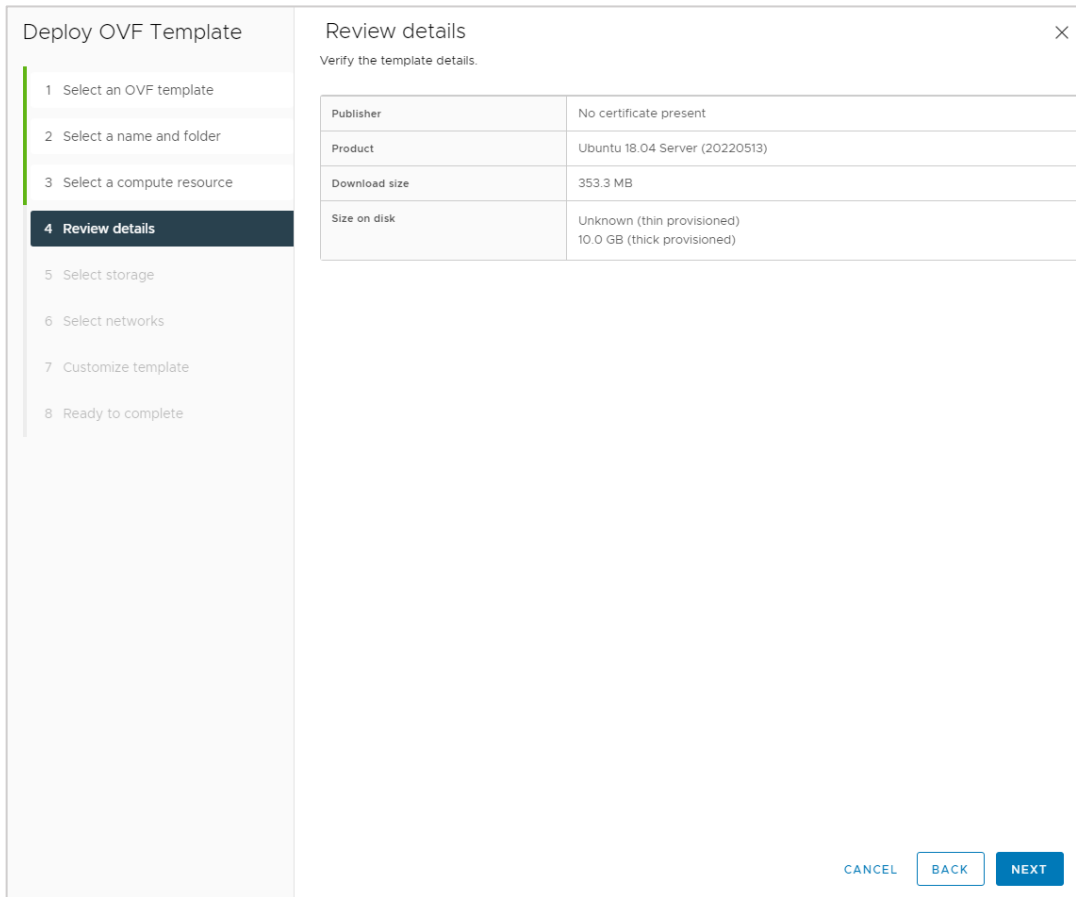 Deploy OVF Template
1 Select an OVF template
2 Select a name and folder
3 Select a compute resource
4 Review details
5 Select storage
6 Select networks
7 Customize template
8 Ready to complete
Review details
Verify the template details.
Publisher No certificate present
Product Ubuntu 18.04 Server (20220513)
Download size 353.3 MB
Size on disk Unknown (thin provisioned)
10.0 GB (thick provisioned)
CANCEL BACK NEXT